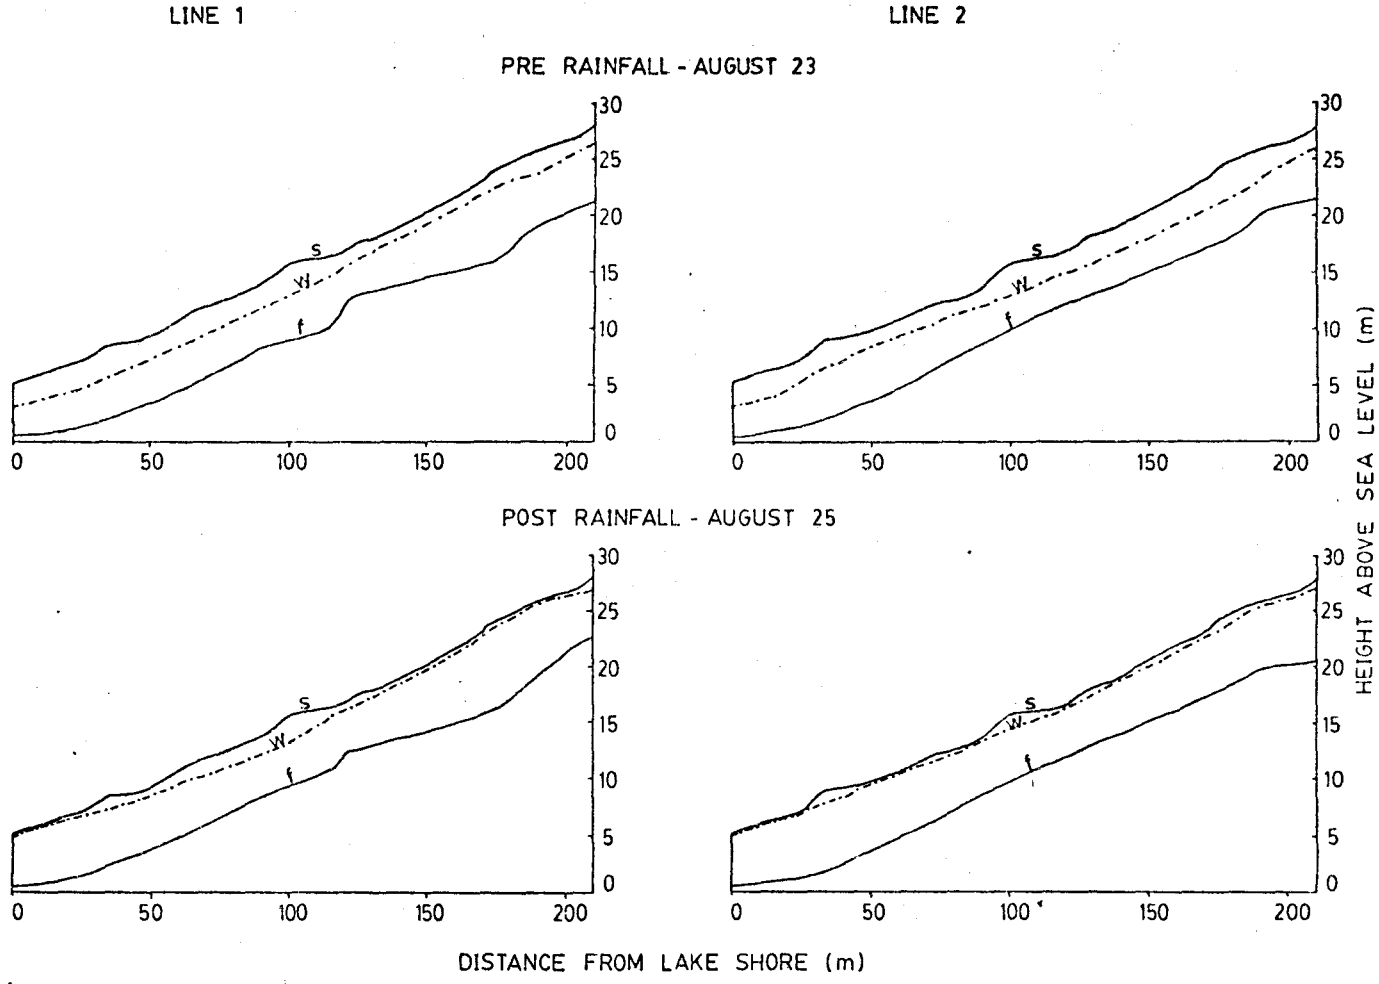 LINE 1
LINE 2
PRE RAINFALL - AUGUST 23
30
25
20
15
10
5
0
s
W
f
0 50 100 150 200
30
25
20
15
10
5
0
s
W
f
0 50 100 150 200
POST RAINFALL - AUGUST 25
30
25
20
15
10
5
0
s
W
f
0 50 100 150 200
30
25
20
15
10
5
0
s
W
f
0 50 100 150 200
HEIGHT ABOVE SEA LEVEL (m)
DISTANCE FROM LAKE SHORE (m)